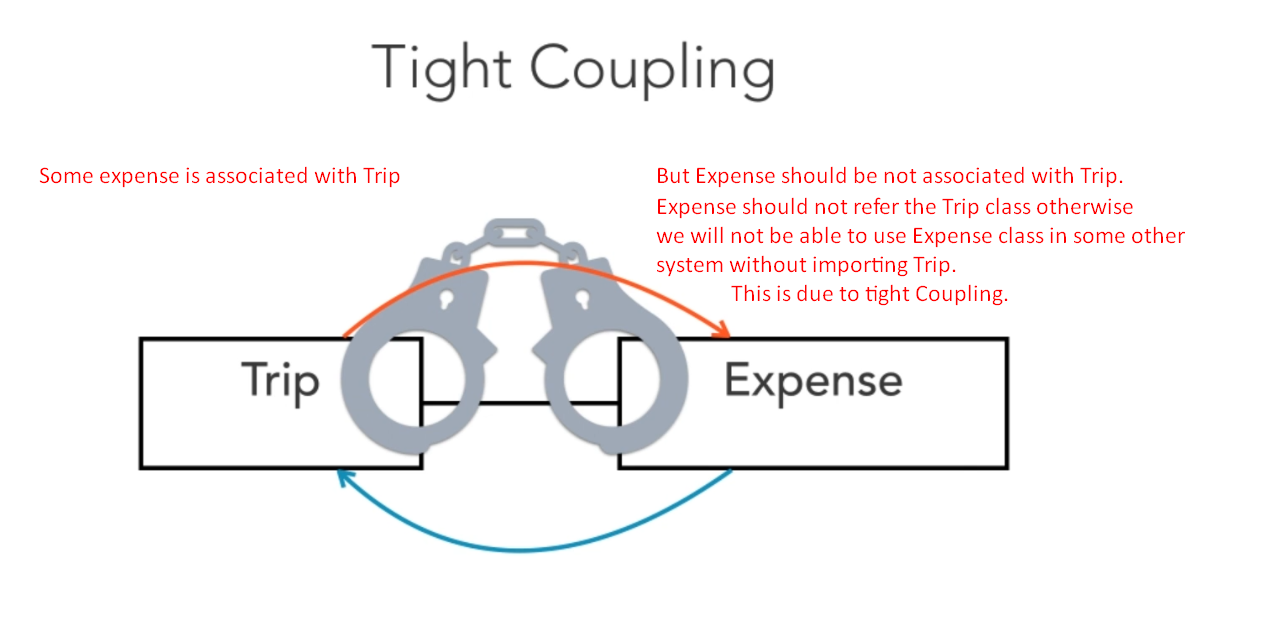 Tight Coupling
Some expense is associated with Trip
But Expense should be not associated with Trip.
Expense should not refer the Trip class otherwise
we will not be able to use Expense class in some other
system without importing Trip.
This is due to tight Coupling.
Trip
Expense